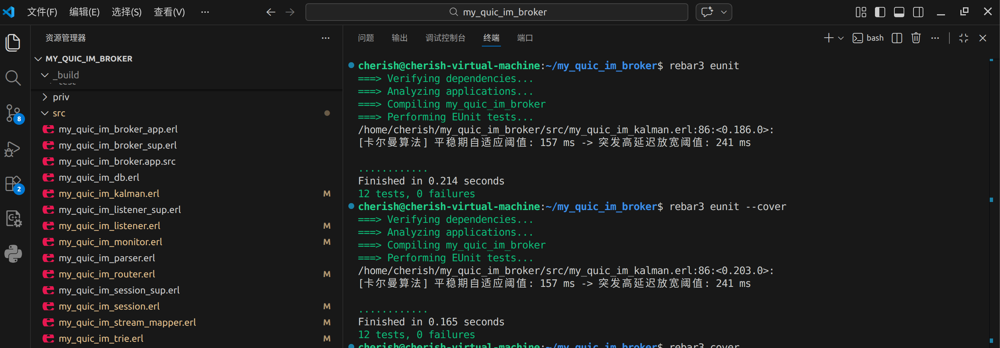 文件(F) 编辑(E) 选择(S) 查看(V) ··· my_quic_im_broker
资源管理器 ···
MY_QUIC_IM_BROKER
_build
test
priv
src
my_quic_im_broker_app.erl
my_quic_im_broker_sup.erl
my_quic_im_broker.app.src
my_quic_im_db.erl
my_quic_im_kalman.erl M
my_quic_im_listener_sup.erl
my_quic_im_listener.erl M
my_quic_im_monitor.erl M
my_quic_im_parser.erl
my_quic_im_router.erl M
my_quic_im_session_sup.erl
my_quic_im_session.erl M
my_quic_im_stream_mapper.erl M
my_quic_im_trie.erl M
8
2
C++
问题 输出 调试控制台 终端 端口 bash ···
cherish@cherish-virtual-machine:~/my_quic_im_broker$ rebar3 eunit
===> Verifying dependencies...
===> Analyzing applications...
===> Compiling my_quic_im_broker
===> Performing EUnit tests...
/home/cherish/my_quic_im_broker/src/my_quic_im_kalman.erl:86:<0.186.0>:
[卡尔曼算法] 平稳期自适应阈值: 157 ms -> 突发高延迟放宽阈值: 241 ms
............
Finished in 0.214 seconds
12 tests, 0 failures
cherish@cherish-virtual-machine:~/my_quic_im_broker$ rebar3 eunit --cover
===> Verifying dependencies...
===> Analyzing applications...
===> Compiling my_quic_im_broker
===> Performing EUnit tests...
/home/cherish/my_quic_im_broker/src/my_quic_im_kalman.erl:86:<0.203.0>:
[卡尔曼算法] 平稳期自适应阈值: 157 ms -> 突发高延迟放宽阈值: 241 ms
............
Finished in 0.165 seconds
12 tests, 0 failures
cherish@cherish-virtual-machine:~/my_quic_im_broker$ rebar3 cover